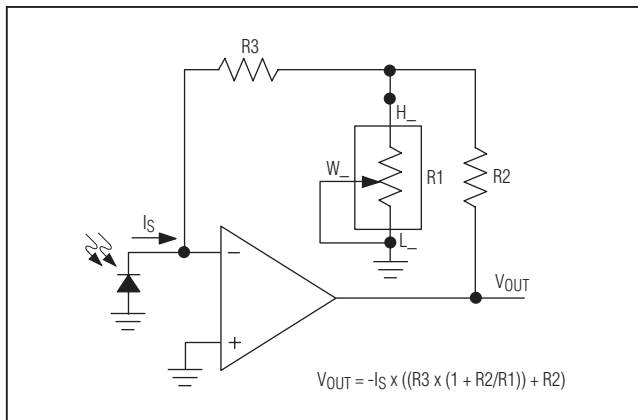 R3
H_
W_
R1
R2
L_
IS
−
+
VOUT
VOUT = -IS x ((R3 x (1 + R2/R1)) + R2)